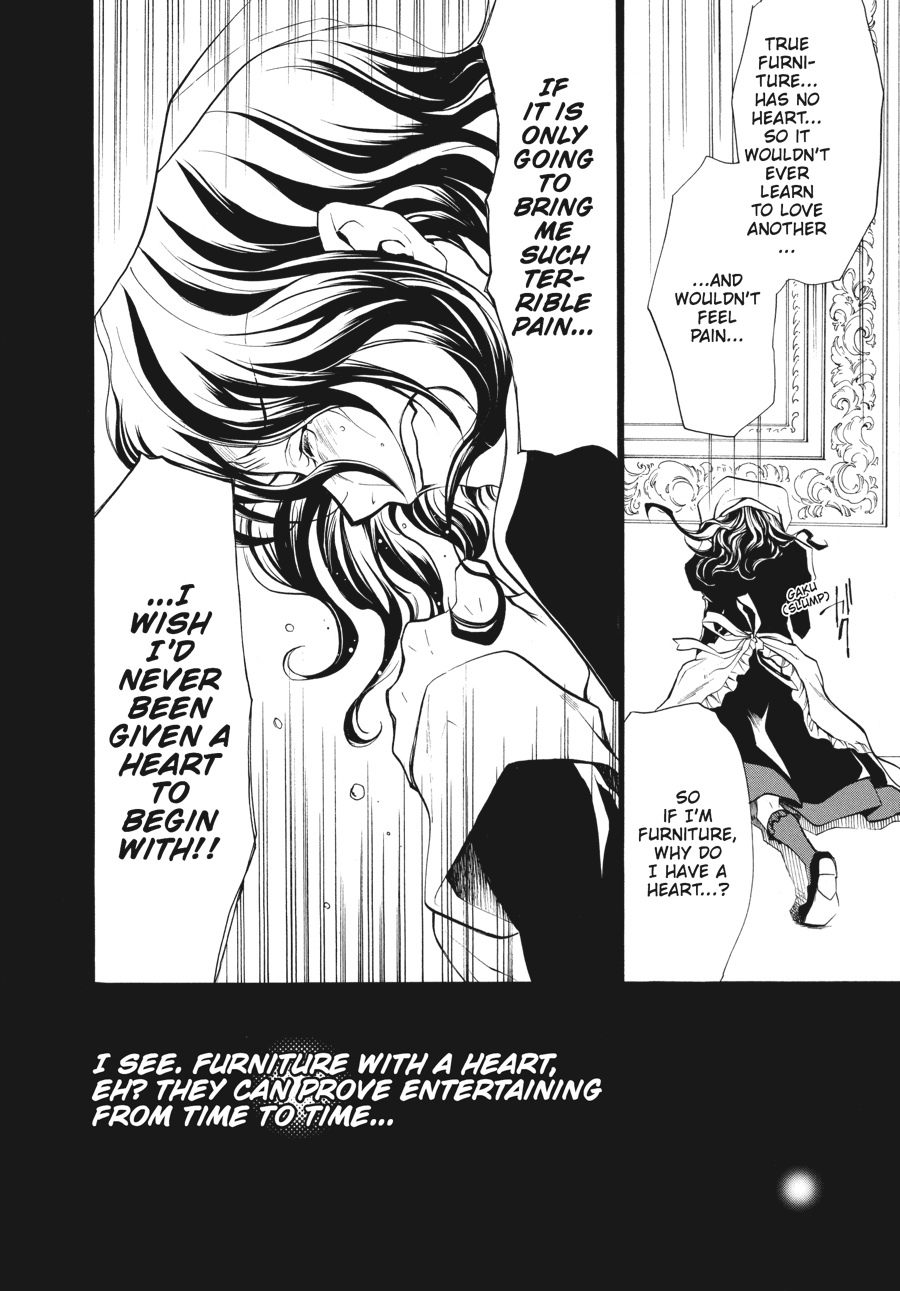 TRUE
FURNI-
TURE...
HAS NO
HEART...
SO IT
WOULDN'T
EVER
LEARN
TO LOVE
ANOTHER
...
...AND
WOULDN'T
FEEL
PAIN...
GAKU
(SLUMP)
ガク
SO
IF I'M
FURNITURE,
WHY DO
I HAVE A
HEART...?
IF
IT IS
ONLY
GOING
TO
BRING
ME
SUCH
TER-
RIBLE
PAIN...
...I
WISH
I'D
NEVER
BEEN
GIVEN A
HEART
TO
BEGIN
WITH!!
I SEE. FURNITURE WITH A HEART,
EH? THEY CAN PROVE ENTERTAINING
FROM TIME TO TIME...